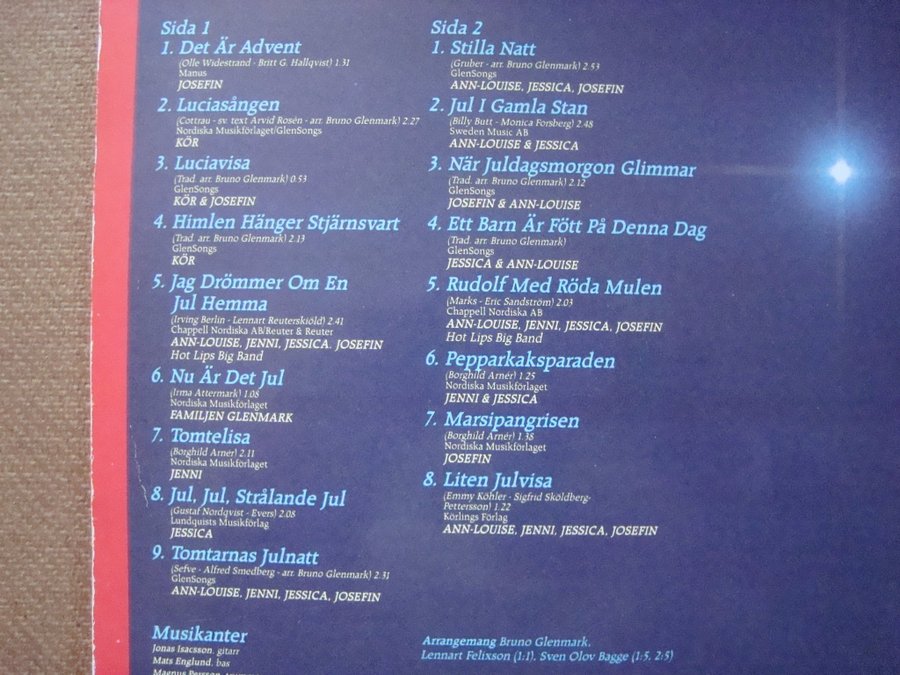 Sida 1
1. Det Är Advent
(Olle Widestrand - Britt G. Hallqvist) 1.31
Manus
JOSEFIN
2. Luciasången
(Cottrau - sv. text Arvid Rosén - arr. Bruno Glenmark) 2.27
Nordiska Musikförlaget/GlenSongs
KÖR
3. Luciavisa
(Trad. arr. Bruno Glenmark) 0.53
GlenSongs
KÖR & JOSEFIN
4. Himlen Hänger Stjärnsvart
(Trad. arr. Bruno Glenmark) 2.13
GlenSongs
KÖR
5. Jag Drömmer Om En
Jul Hemma
(Irving Berlin - Lennart Reuterskiöld) 2.41
Chappell Nordiska AB/Reuter & Reuter
ANN-LOUISE, JENNI, JESSICA. JOSEFIN
Hot Lips Big Band
6. Nu Är Det Jul
(Irma Attermark) 1.08
Nordiska Musikförlaget
FAMILJEN GLENMARK
7. Tomtelisa
(Borghild Arnér) 2.11
Nordiska Musikförlaget
JENNI
8. Jul, Jul, Strålande Jul
(Gustaf Nordqvist - Evers) 2.08
Lundquists Musikförlag
JESSICA
9. Tomtarnas Julnatt
(Sefve - Alfred Smedberg - arr. Bruno Glenmark) 2.31
GlenSongs
ANN-LOUISE, JENNI, JESSICA, JOSEFIN
Musikanter
Jonas Isacsson, gitarr
Mats Englund, bas
Sida 2
1. Stilla Natt
(Gruber - arr. Bruno Glenmark) 2.53
GlenSongs
ANN-LOUISE, JESSICA, JOSEFIN
2. Jul I Gamla Stan
(Billy Butt - Monica Forsberg) 2.48
Sweden Music AB
ANN-LOUISE & JESSICA
3. När Juldagsmorgon Glimmar
(Trad. arr. Bruno Glenmark) 2.12
GlenSongs
JOSEFIN & ANN-LOUISE
4. Ett Barn Är Fött På Denna Dag
(Trad. arr. Bruno Glenmark)
GlenSongs
JESSICA & ANN-LOUISE
5. Rudolf Med Röda Mulen
(Marks - Eric Sandström) 2.03
Chappell Nordiska AB
ANN-LOUISE, JENNI, JESSICA, JOSEFIN
Hot Lips Big Band
6. Pepparkaksparaden
(Borghild Arnér) 1.25
Nordiska Musikförlaget
JENNI & JESSICA
7. Marsipangrisen
(Borghild Arnér) 1.38
Nordiska Musikförlaget
JOSEFIN
8. Liten Julvisa
(Emmy Köhler - Sigfrid Sköldberg-
Pettersson) 1.22
Körlings Förlag
ANN-LOUISE, JENNI, JESSICA, JOSEFIN
Arrangemang Bruno Glenmark,
Lennart Felixson (1:1), Sven Olov Bagge (1:5, 2:5)